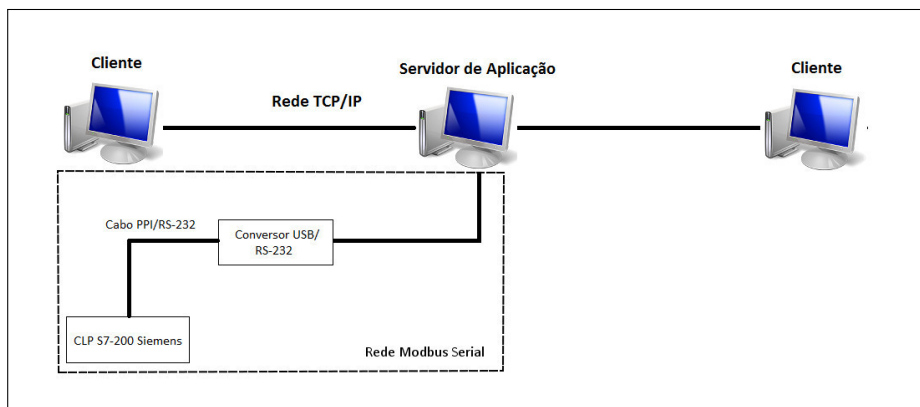 Cliente
Servidor de Aplicação
Cliente
Rede TCP/IP
Cabo PPI/RS-232
Conversor USB/
RS-232
CLP S7-200 Siemens
Rede Modbus Serial